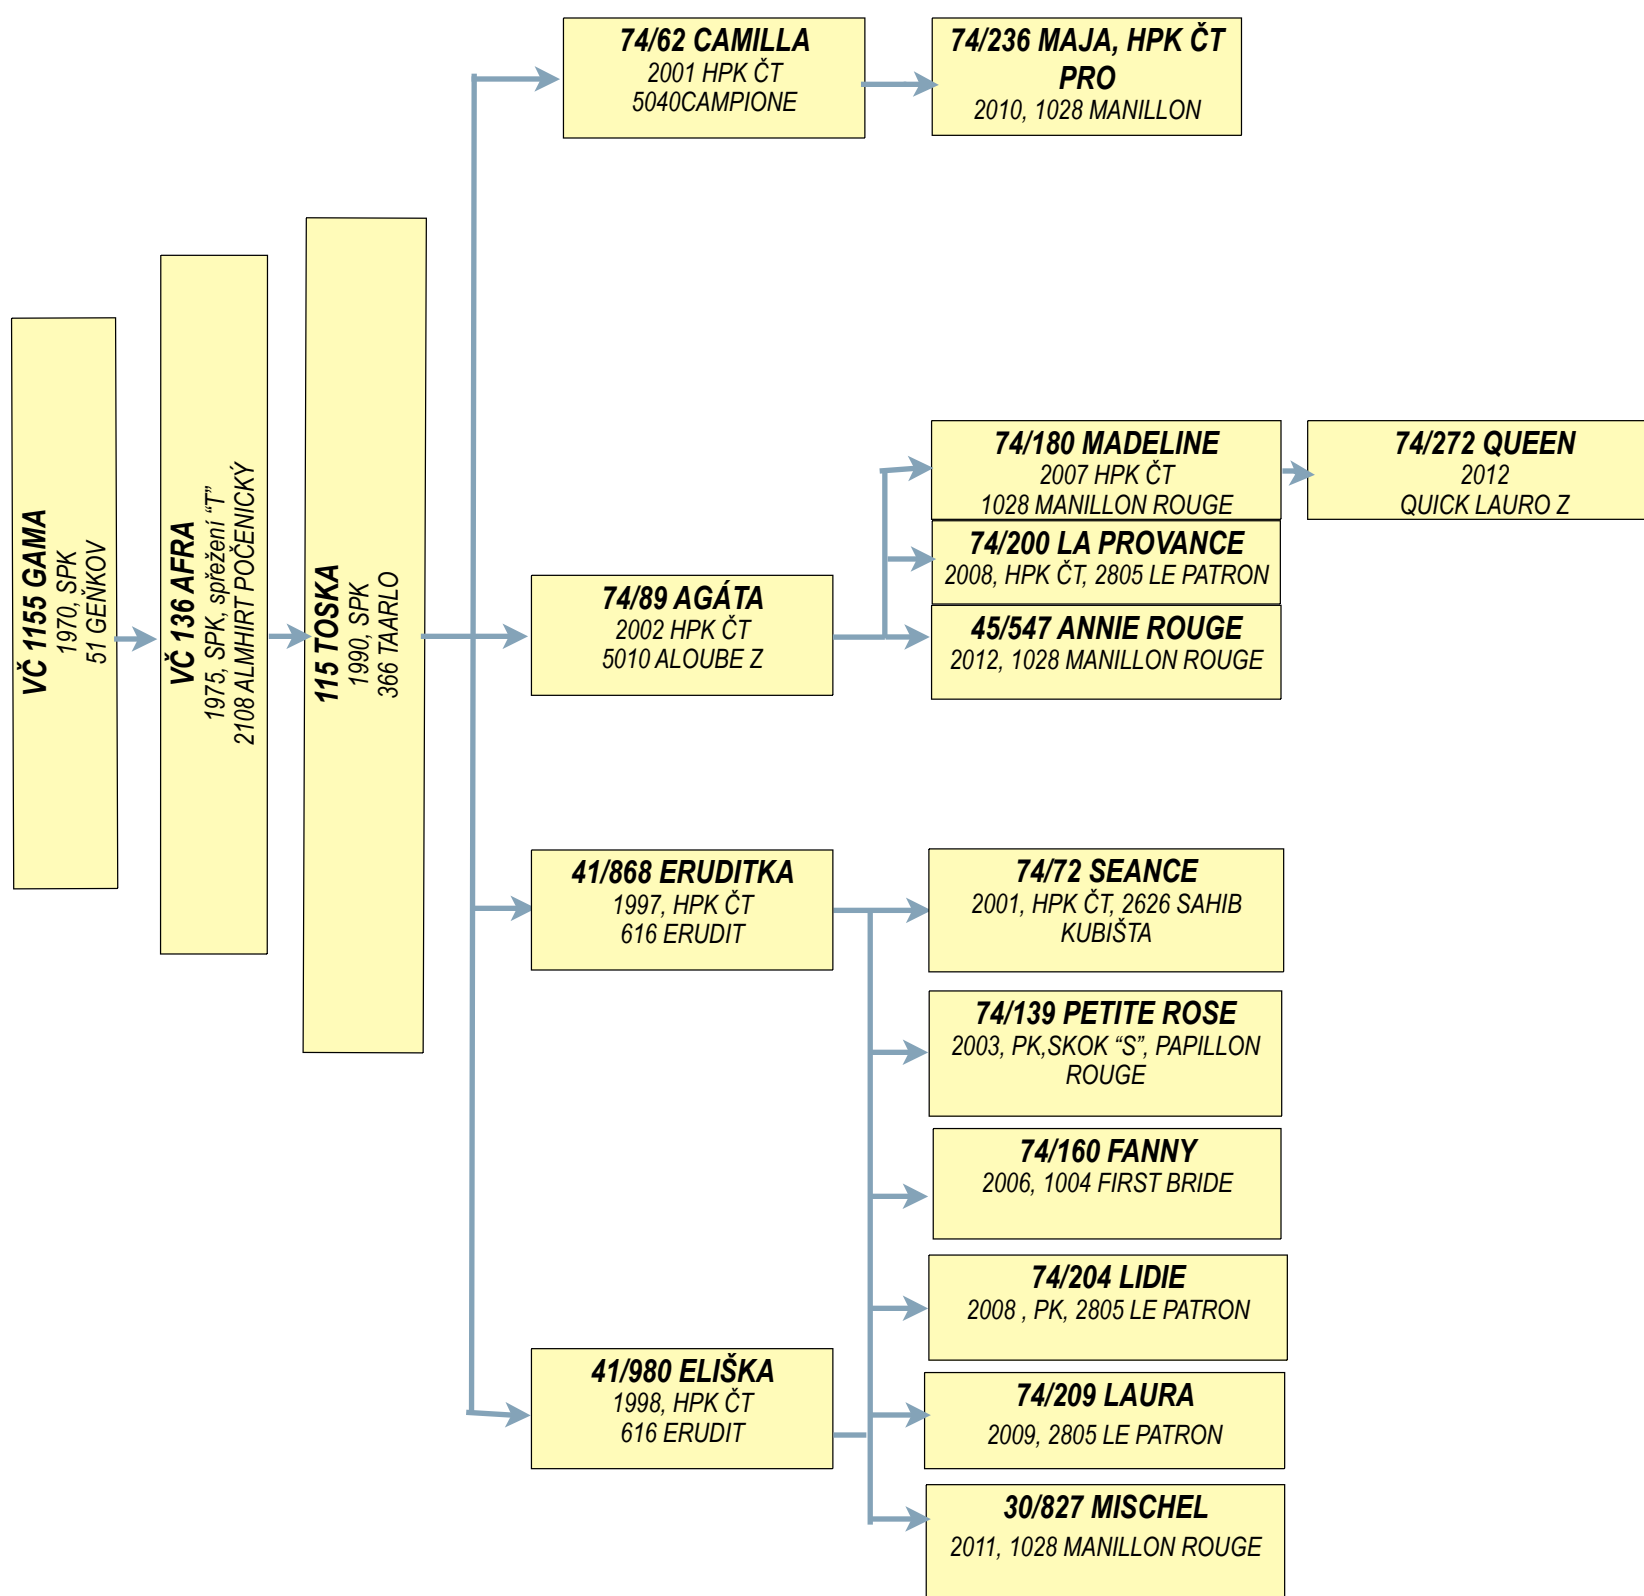 VČ 1155 GAMA
1970, SPK
51 GEŇKOV
VČ 136 AFRA
1975, SPK, spřežení “T”
2108 ALMHIRT POČENICKÝ
115 TOSKA
1990, SPK
366 TAARLO
74/62 CAMILLA
2001 HPK ČT
5040CAMPIONE
74/236 MAJA, HPK ČT
PRO
2010, 1028 MANILLON
74/89 AGÁTA
2002 HPK ČT
5010 ALOUBE Z
74/180 MADELINE
2007 HPK ČT
1028 MANILLON ROUGE
74/272 QUEEN
2012
QUICK LAURO Z
74/200 LA PROVANCE
2008, HPK ČT, 2805 LE PATRON
45/547 ANNIE ROUGE
2012, 1028 MANILLON ROUGE
41/868 ERUDITKA
1997, HPK ČT
616 ERUDIT
74/72 SEANCE
2001, HPK ČT, 2626 SAHIB
KUBIŠTA
74/139 PETITE ROSE
2003, PK,SKOK “S”, PAPILLON
ROUGE
74/160 FANNY
2006, 1004 FIRST BRIDE
74/204 LIDIE
2008 , PK, 2805 LE PATRON
41/980 ELIŠKA
1998, HPK ČT
616 ERUDIT
74/209 LAURA
2009, 2805 LE PATRON
30/827 MISCHEL
2011, 1028 MANILLON ROUGE